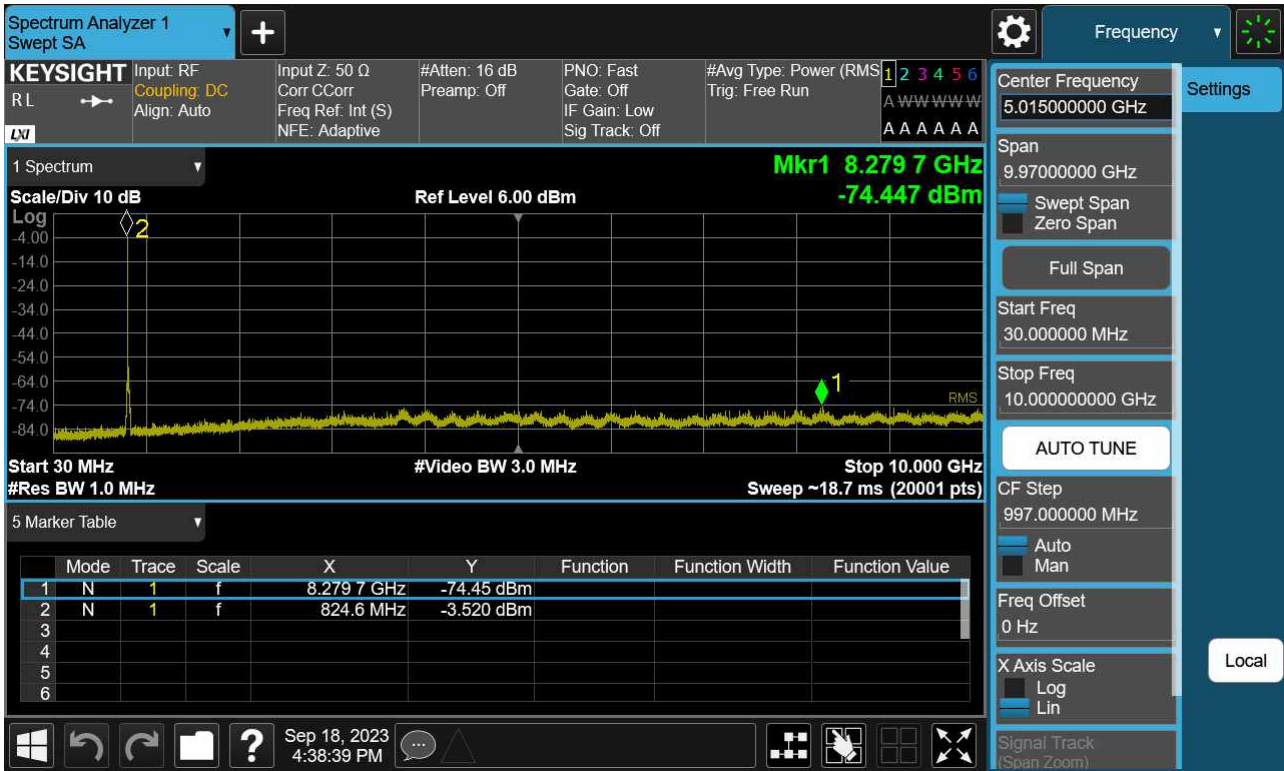 Spectrum Analyzer 1
Swept SA
Frequency
KEYSIGHT
R L
LXI
Input: RF
Coupling: DC
Align: Auto
Input Z: 50 Ω
Corr CCorr
Freq Ref: Int (S)
NFE: Adaptive
#Atten: 16 dB
Preamp: Off
PNO: Fast
Gate: Off
IF Gain: Low
Sig Track: Off
#Avg Type: Power (RMS
Trig: Free Run
1 2 3 4 5 6
A W W W W W
A A A A A A
1 Spectrum
Mkr1 8.279 7 GHz
Scale/Div 10 dB
Ref Level 6.00 dBm
-74.447 dBm
Log
2
-4.00
-14.0
-24.0
-34.0
-44.0
-54.0
-64.0
1
-74.0
RMS
-84.0
Start 30 MHz
#Video BW 3.0 MHz
Stop 10.000 GHz
#Res BW 1.0 MHz
Sweep ~18.7 ms (20001 pts)
5 Marker Table
Mode Trace Scale X Y Function Function Width Function Value
1 N 1 f 8.279 7 GHz -74.45 dBm
2 N 1 f 824.6 MHz -3.520 dBm
3
4
5
6
Sep 18, 2023
4:38:39 PM
Center Frequency
5.015000000 GHz
Settings
Span
9.97000000 GHz
Swept Span
Zero Span
Full Span
Start Freq
30.000000 MHz
Stop Freq
10.000000000 GHz
AUTO TUNE
CF Step
997.000000 MHz
Auto
Man
Freq Offset
0 Hz
X Axis Scale
Log
Lin
Local
Signal Track
(Span Zoom)